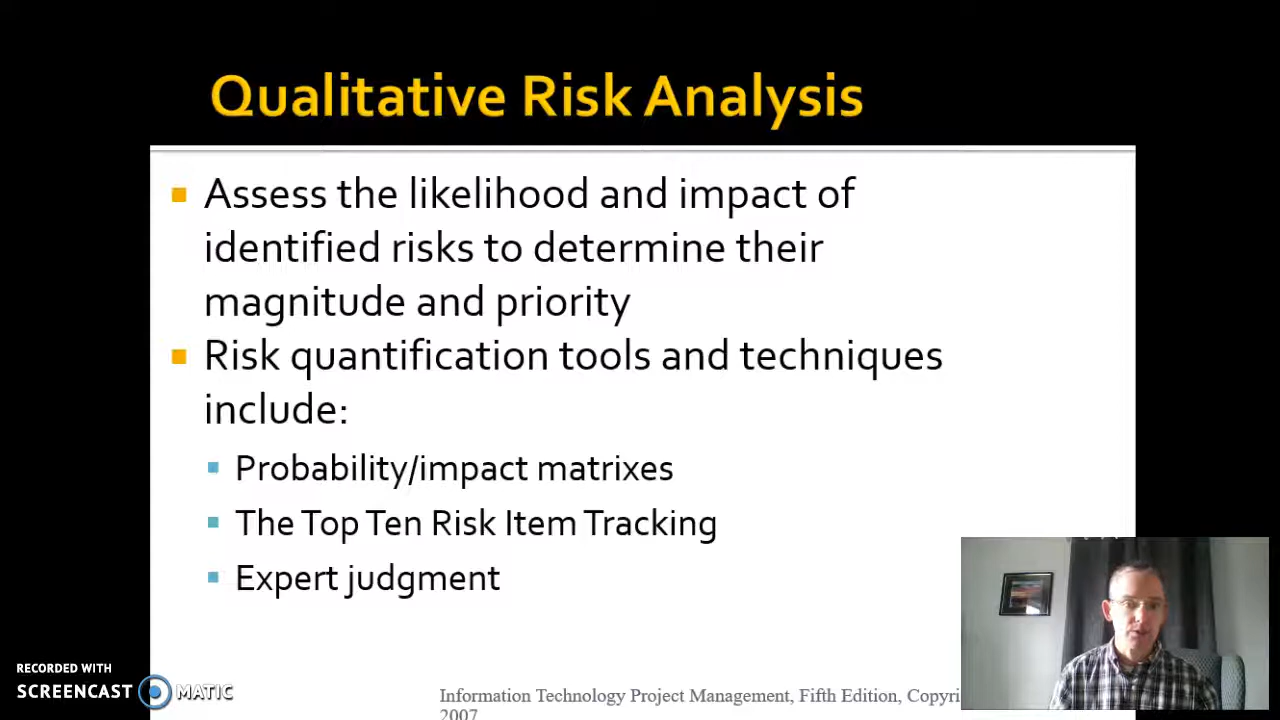 Qualitative Risk Analysis
Assess the likelihood and impact of
identified risks to determine their
magnitude and priority
Risk quantification tools and techniques
include:
Probability/impact matrixes
The Top Ten Risk Item Tracking
Expert judgment
RECORDED WITH
SCREENCAST MATIC
Information Technology Project Management, Fifth Edition, Copyri
2007